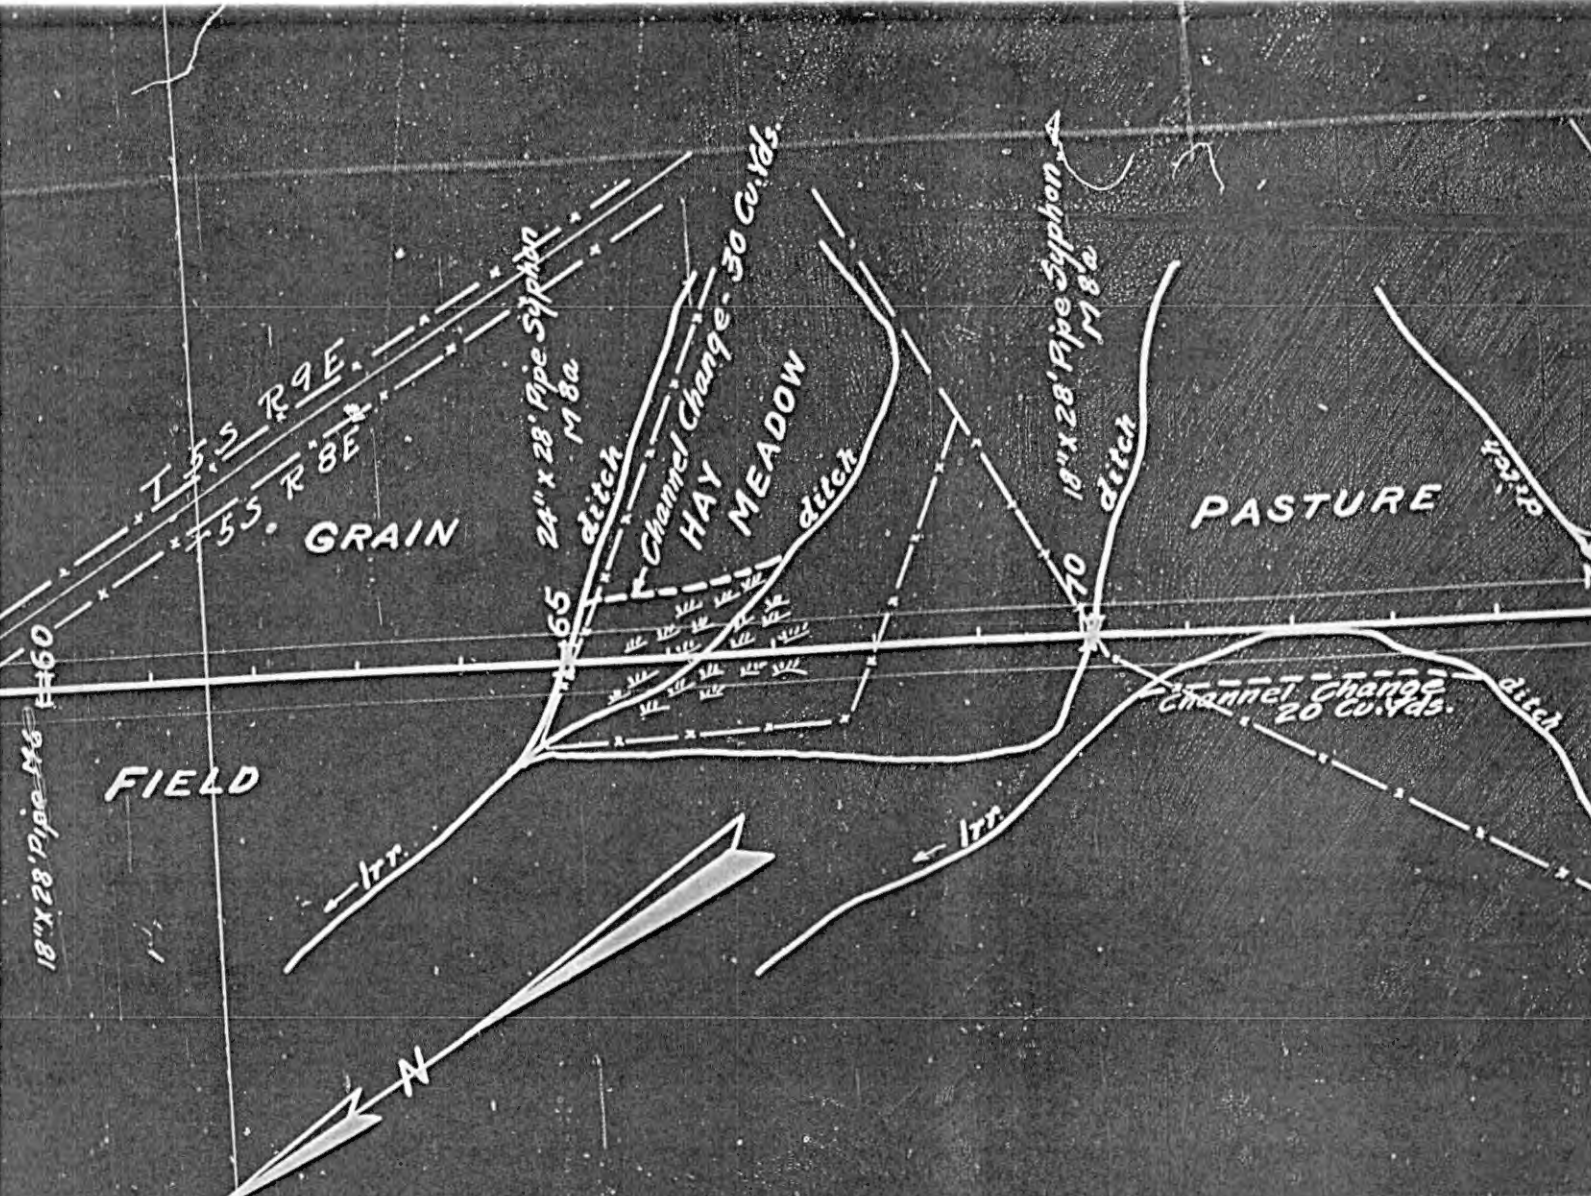 T 5 S R 9 E
T 5 S. R 8 E
GRAIN
FIELD
60
18" X 28' Pipe M6
24" x 28' Pipe Syphon
M 8a
65
ditch
Channel Change - 30 Cu. Yds.
HAY
MEADOW
ditch
18" X 28' Pipe Syphon
M 8a
70
ditch
PASTURE
ditch
Channel Change
20 Cu. Yds.
ditch
Irr.
Irr.
N